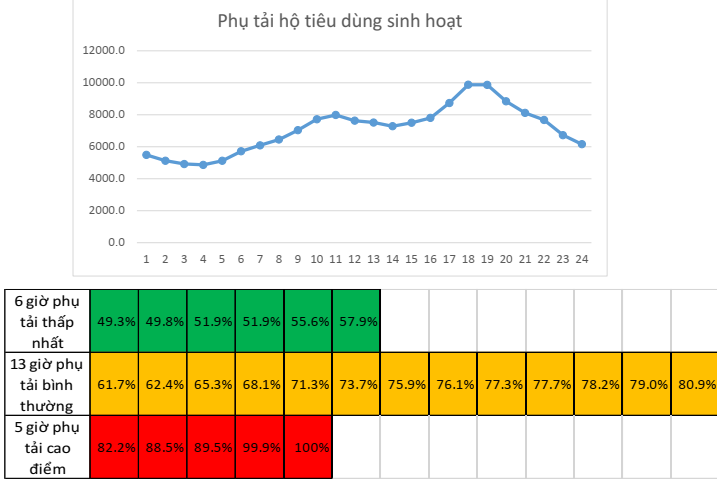 Phụ tải hộ tiêu dùng sinh hoạt
12000.0
10000.0
8000.0
6000.0
4000.0
2000.0
0.0
1 2 3 4 5 6 7 8 9 10 11 12 13 14 15 16 17 18 19 20 21 22 23 24
6 giờ phụ
tải thấp
nhất
49.3% 49.8% 51.9% 51.9% 55.6% 57.9%
13 giờ phụ
tải bình
thường
61.7% 62.4% 65.3% 68.1% 71.3% 73.7% 75.9% 76.1% 77.3% 77.7% 78.2% 79.0% 80.9%
5 giờ phụ
tải cao
điểm
82.2% 88.5% 89.5% 99.9% 100%